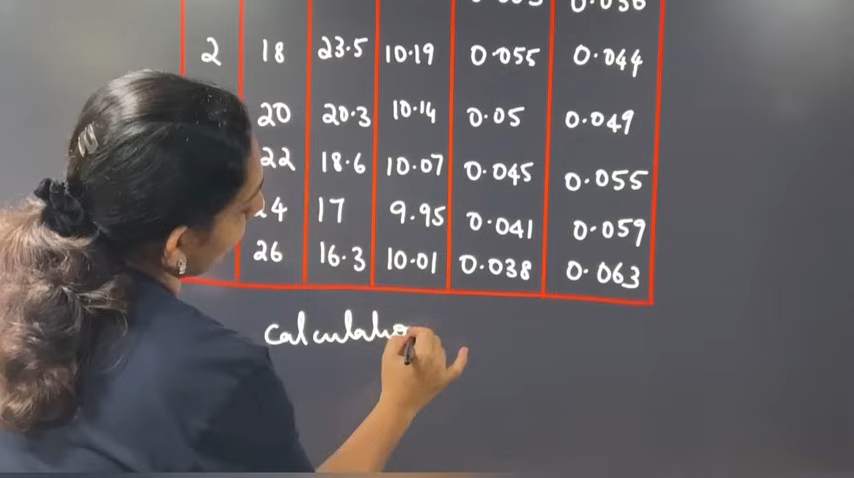 2 18 23.5 10.19 0.055 0.044
20 20.3 10.14 0.05 0.049
22 18.6 10.07 0.045 0.055
24 17 9.95 0.041 0.059
26 16.3 10.01 0.038 0.063
calculatio